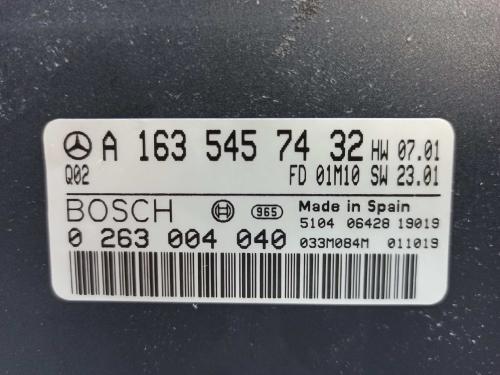 A 163 545 74 32 HW 07.01
Q02 FD 01M10 SW 23.01
BOSCH 965 Made in Spain
5104 06428 19019
0 263 004 040 033M084M 011019